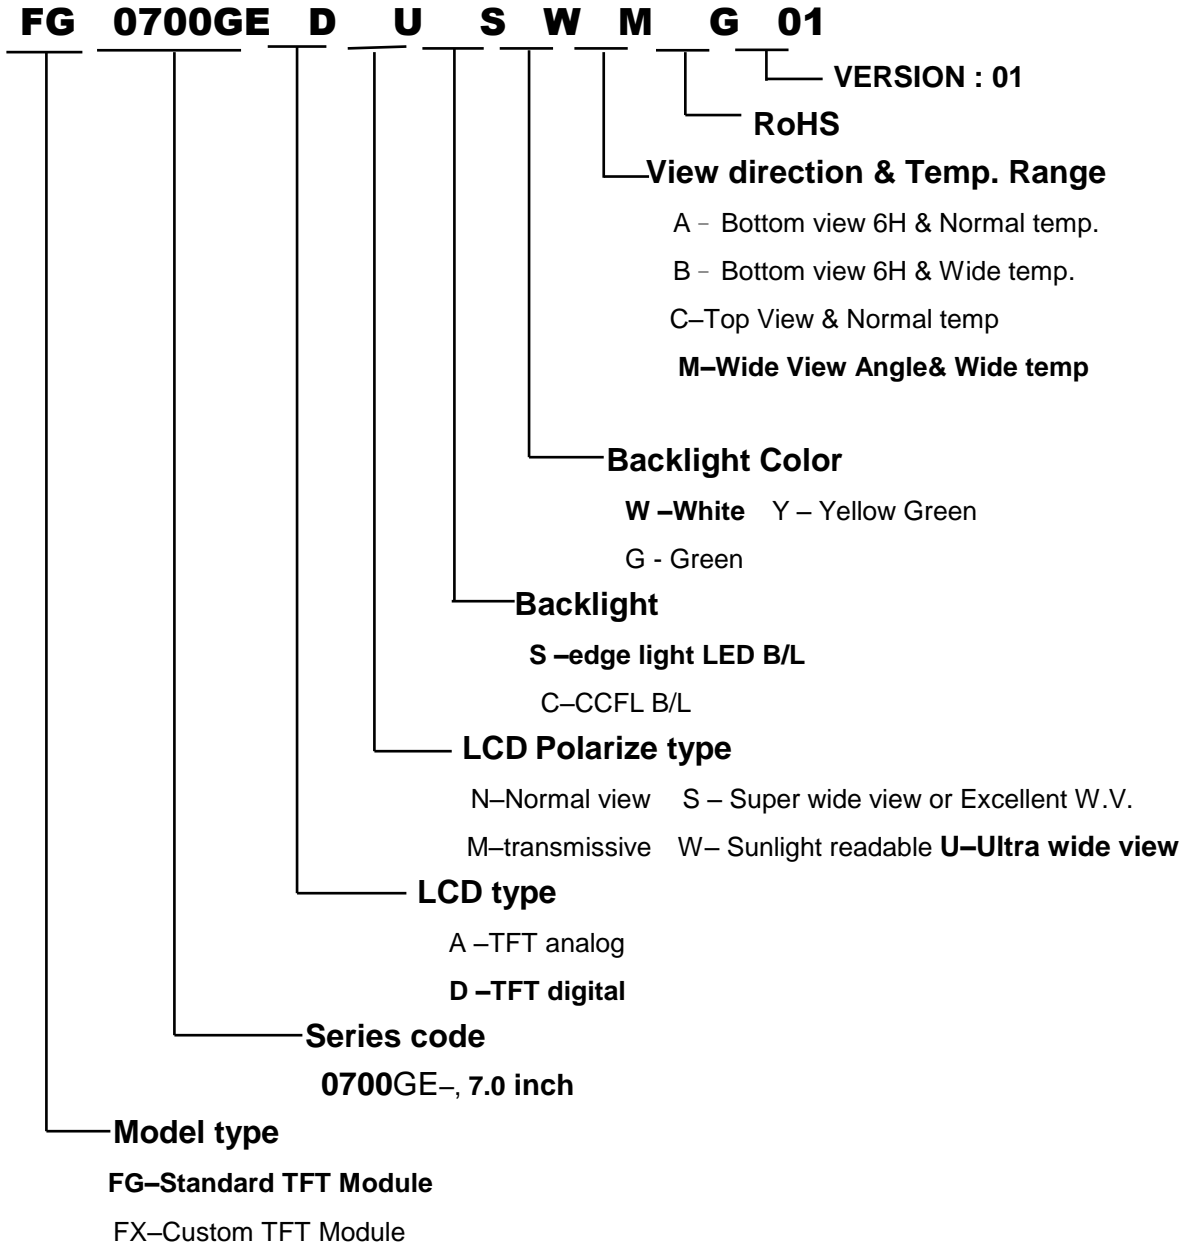 FG 0700GE D U S W M G 01
VERSION : 01
RoHS
View direction & Temp. Range
A – Bottom view 6H & Normal temp.
B – Bottom view 6H & Wide temp.
C–Top View & Normal temp
M–Wide View Angle& Wide temp
Backlight Color
W –White Y – Yellow Green
G - Green
Backlight
S –edge light LED B/L
C–CCFL B/L
LCD Polarize type
N–Normal view S – Super wide view or Excellent W.V.
M–transmissive W– Sunlight readable U–Ultra wide view
LCD type
A –TFT analog
D –TFT digital
Series code
0700GE–, 7.0 inch
Model type
FG–Standard TFT Module
FX–Custom TFT Module